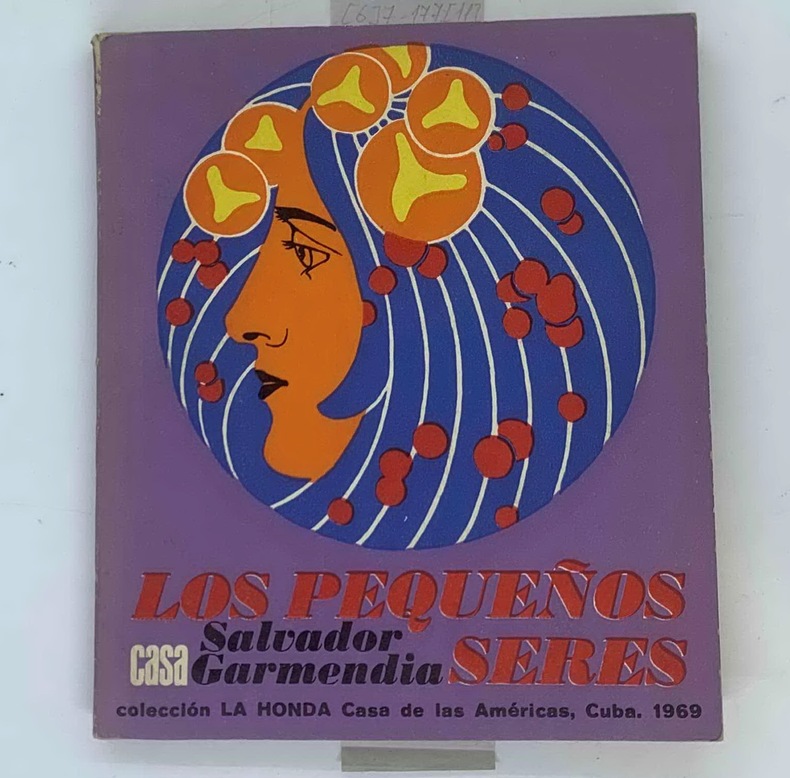 LOS PEQUEÑOS
SERES
Salvador
Garmendia
casa
colección LA HONDA Casa de las Américas, Cuba. 1969